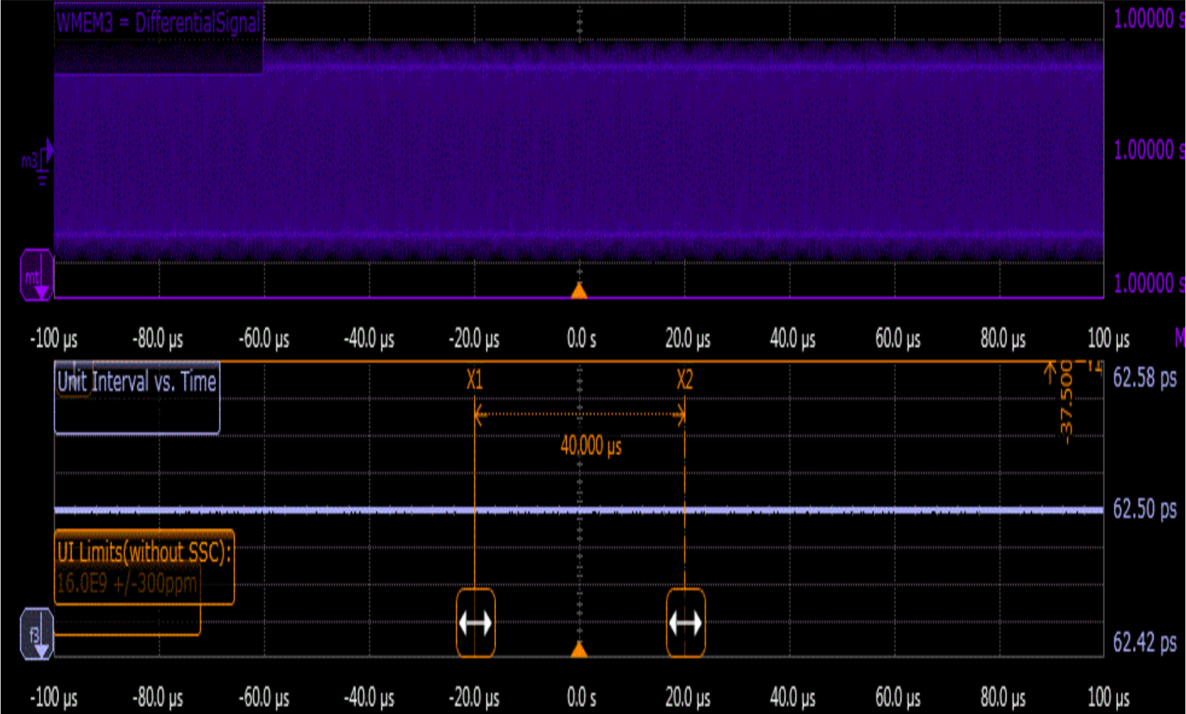 WMEM3 = DifferentialSignal
1.00000 s
m3
1.00000 s
mt
1.00000 s
-100 µs -80.0 µs -60.0 µs -40.0 µs -20.0 µs 0.0 s 20.0 µs 40.0 µs 60.0 µs 80.0 µs 100 µs
Unit Interval vs. Time
X1 X2
62.58 ps
-37.500
40.000 µs
62.50 ps
UI Limits(without SSC):
16.0E9 +/-300ppm
f3
62.42 ps
-100 µs -80.0 µs -60.0 µs -40.0 µs -20.0 µs 0.0 s 20.0 µs 40.0 µs 60.0 µs 80.0 µs 100 µs